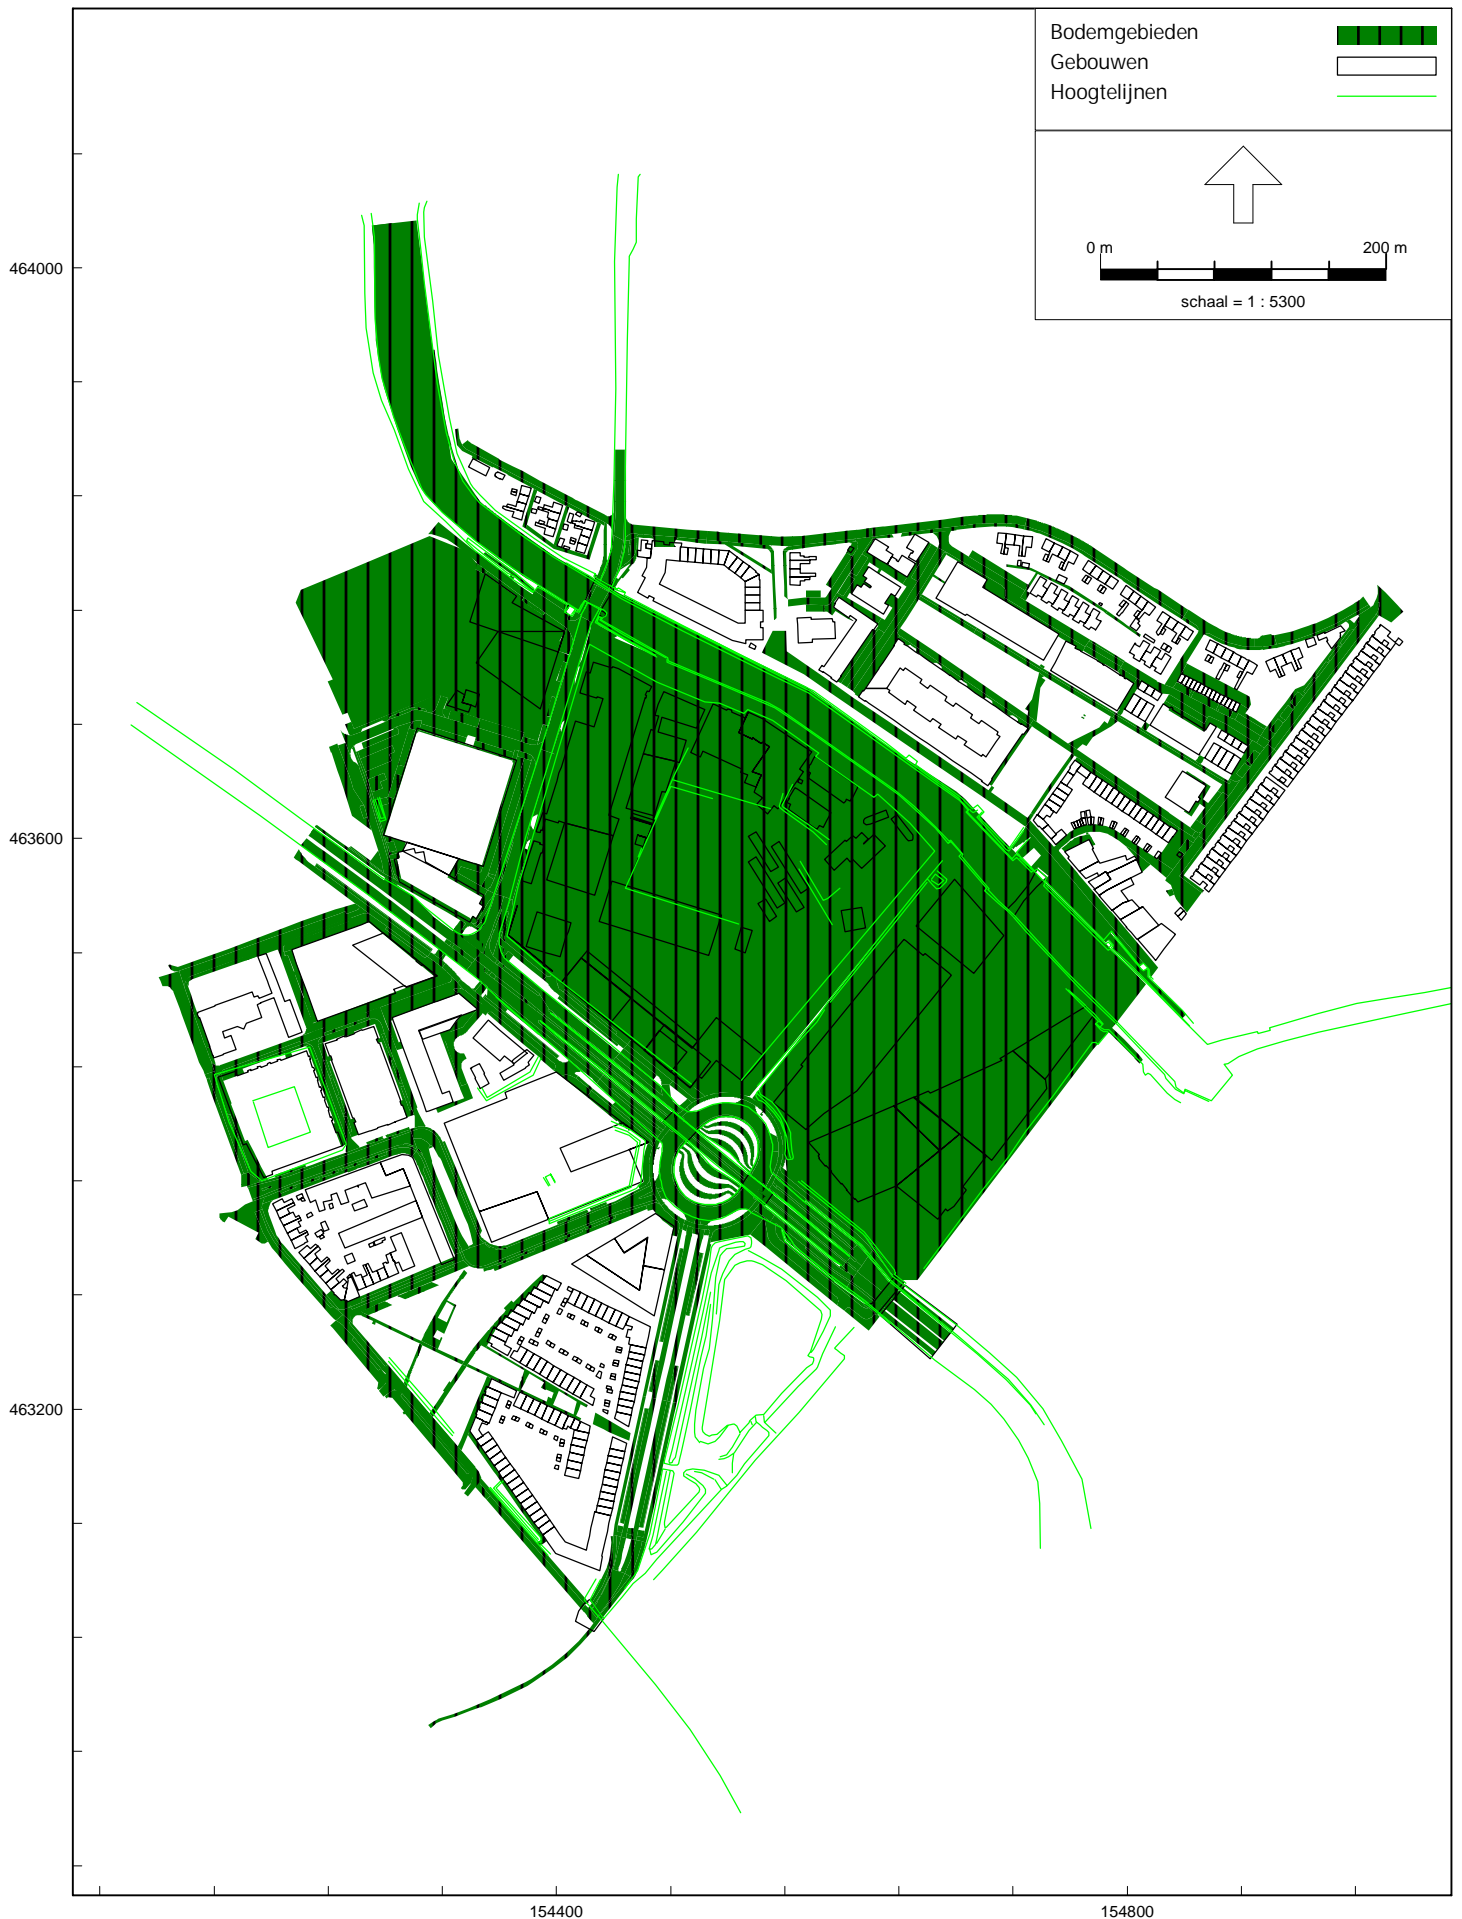 Bodemgebieden
Gebouwen
Hoogtelijnen
0 m 200 m
schaal = 1 : 5300
464000
463600
463200
154400 154800